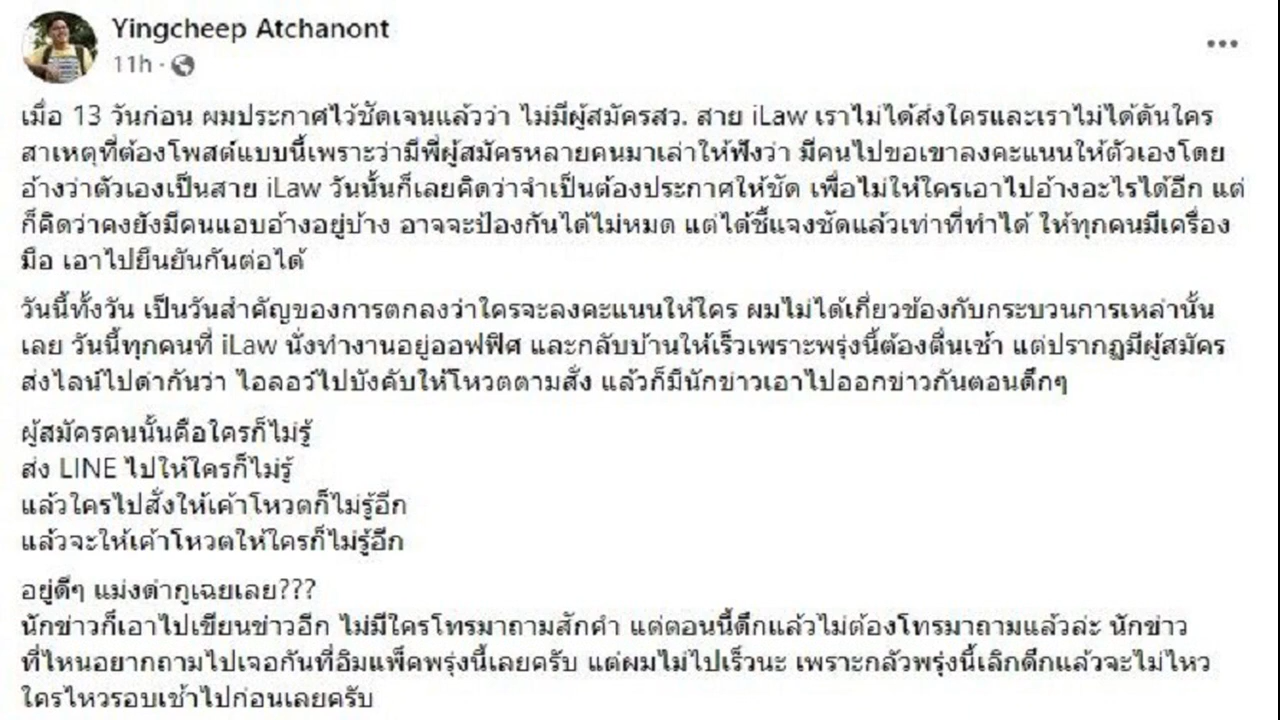 Yingcheep Atchanont
11h ·
เมื่อ 13 วันก่อน ผมประกาศไว้ชัดเจนแล้วว่า ไม่มีผู้สมัครสว. สาย iLaw เราไม่ได้ส่งใครและเราไม่ได้ดันใคร
สาเหตุที่ต้องโพสต์แบบนี้เพราะว่ามีพี่ผู้สมัครหลายคนมาเล่าให้ฟังว่า มีคนไปขอเขาลงคะแนนให้ตัวเองโดย
อ้างว่าตัวเองเป็นสาย iLaw วันนั้นก็เลยคิดว่าจำเป็นต้องประกาศให้ชัด เพื่อไม่ให้ใครเอาไปอ้างอะไรได้อีก แต่
ก็คิดว่าคงยังมีคนแอบอ้างอยู่บ้าง อาจจะป้องกันได้ไม่หมด แต่ได้ชี้แจงชัดแล้วเท่าที่ทำได้ ให้ทุกคนมีเครื่อง
มือ เอาไปยืนยันกันต่อได้
วันนี้ทั้งวัน เป็นวันสำคัญของการตกลงว่าใครจะลงคะแนนให้ใคร ผมไม่ได้เกี่ยวข้องกับกระบวนการเหล่านั้น
เลย วันนี้ทุกคนที่ iLaw นั่งทำงานอยู่ออฟฟิศ และกลับบ้านให้เร็วเพราะพรุ่งนี้ต้องตื่นเช้า แต่ปรากฏมีผู้สมัคร
ส่งไลน์ไปด่ากันว่า ไอลอว์ไปบังคับให้โหวตตามสั่ง แล้วก็มีนักข่าวเอาไปออกข่าวกันตอนดึกๆ
ผู้สมัครคนนั้นคือใครก็ไม่รู้
ส่ง LINE ไปให้ใครก็ไม่รู้
แล้วใครไปสั่งให้เค้าโหวตก็ไม่รู้อีก
แล้วจะให้เค้าโหวตให้ใครก็ไม่รู้อีก
อยู่ดีๆ แม่งด่ากูเฉยเลย???
นักข่าวก็เอาไปเขียนข่าวอีก ไม่มีใครโทรมาถามสักคำ แต่ตอนนี้ดึกแล้วไม่ต้องโทรมาถามแล้วล่ะ นักข่าว
ที่ไหนอยากถามไปเจอกันที่อิมแพ็คพรุ่งนี้เลยครับ แต่ผมไม่ไปเร็วนะ เพราะกลัวพรุ่งนี้เลิกดึกแล้วจะไม่ไหว
ใครไหวรอบเช้าไปก่อนเลยครับ